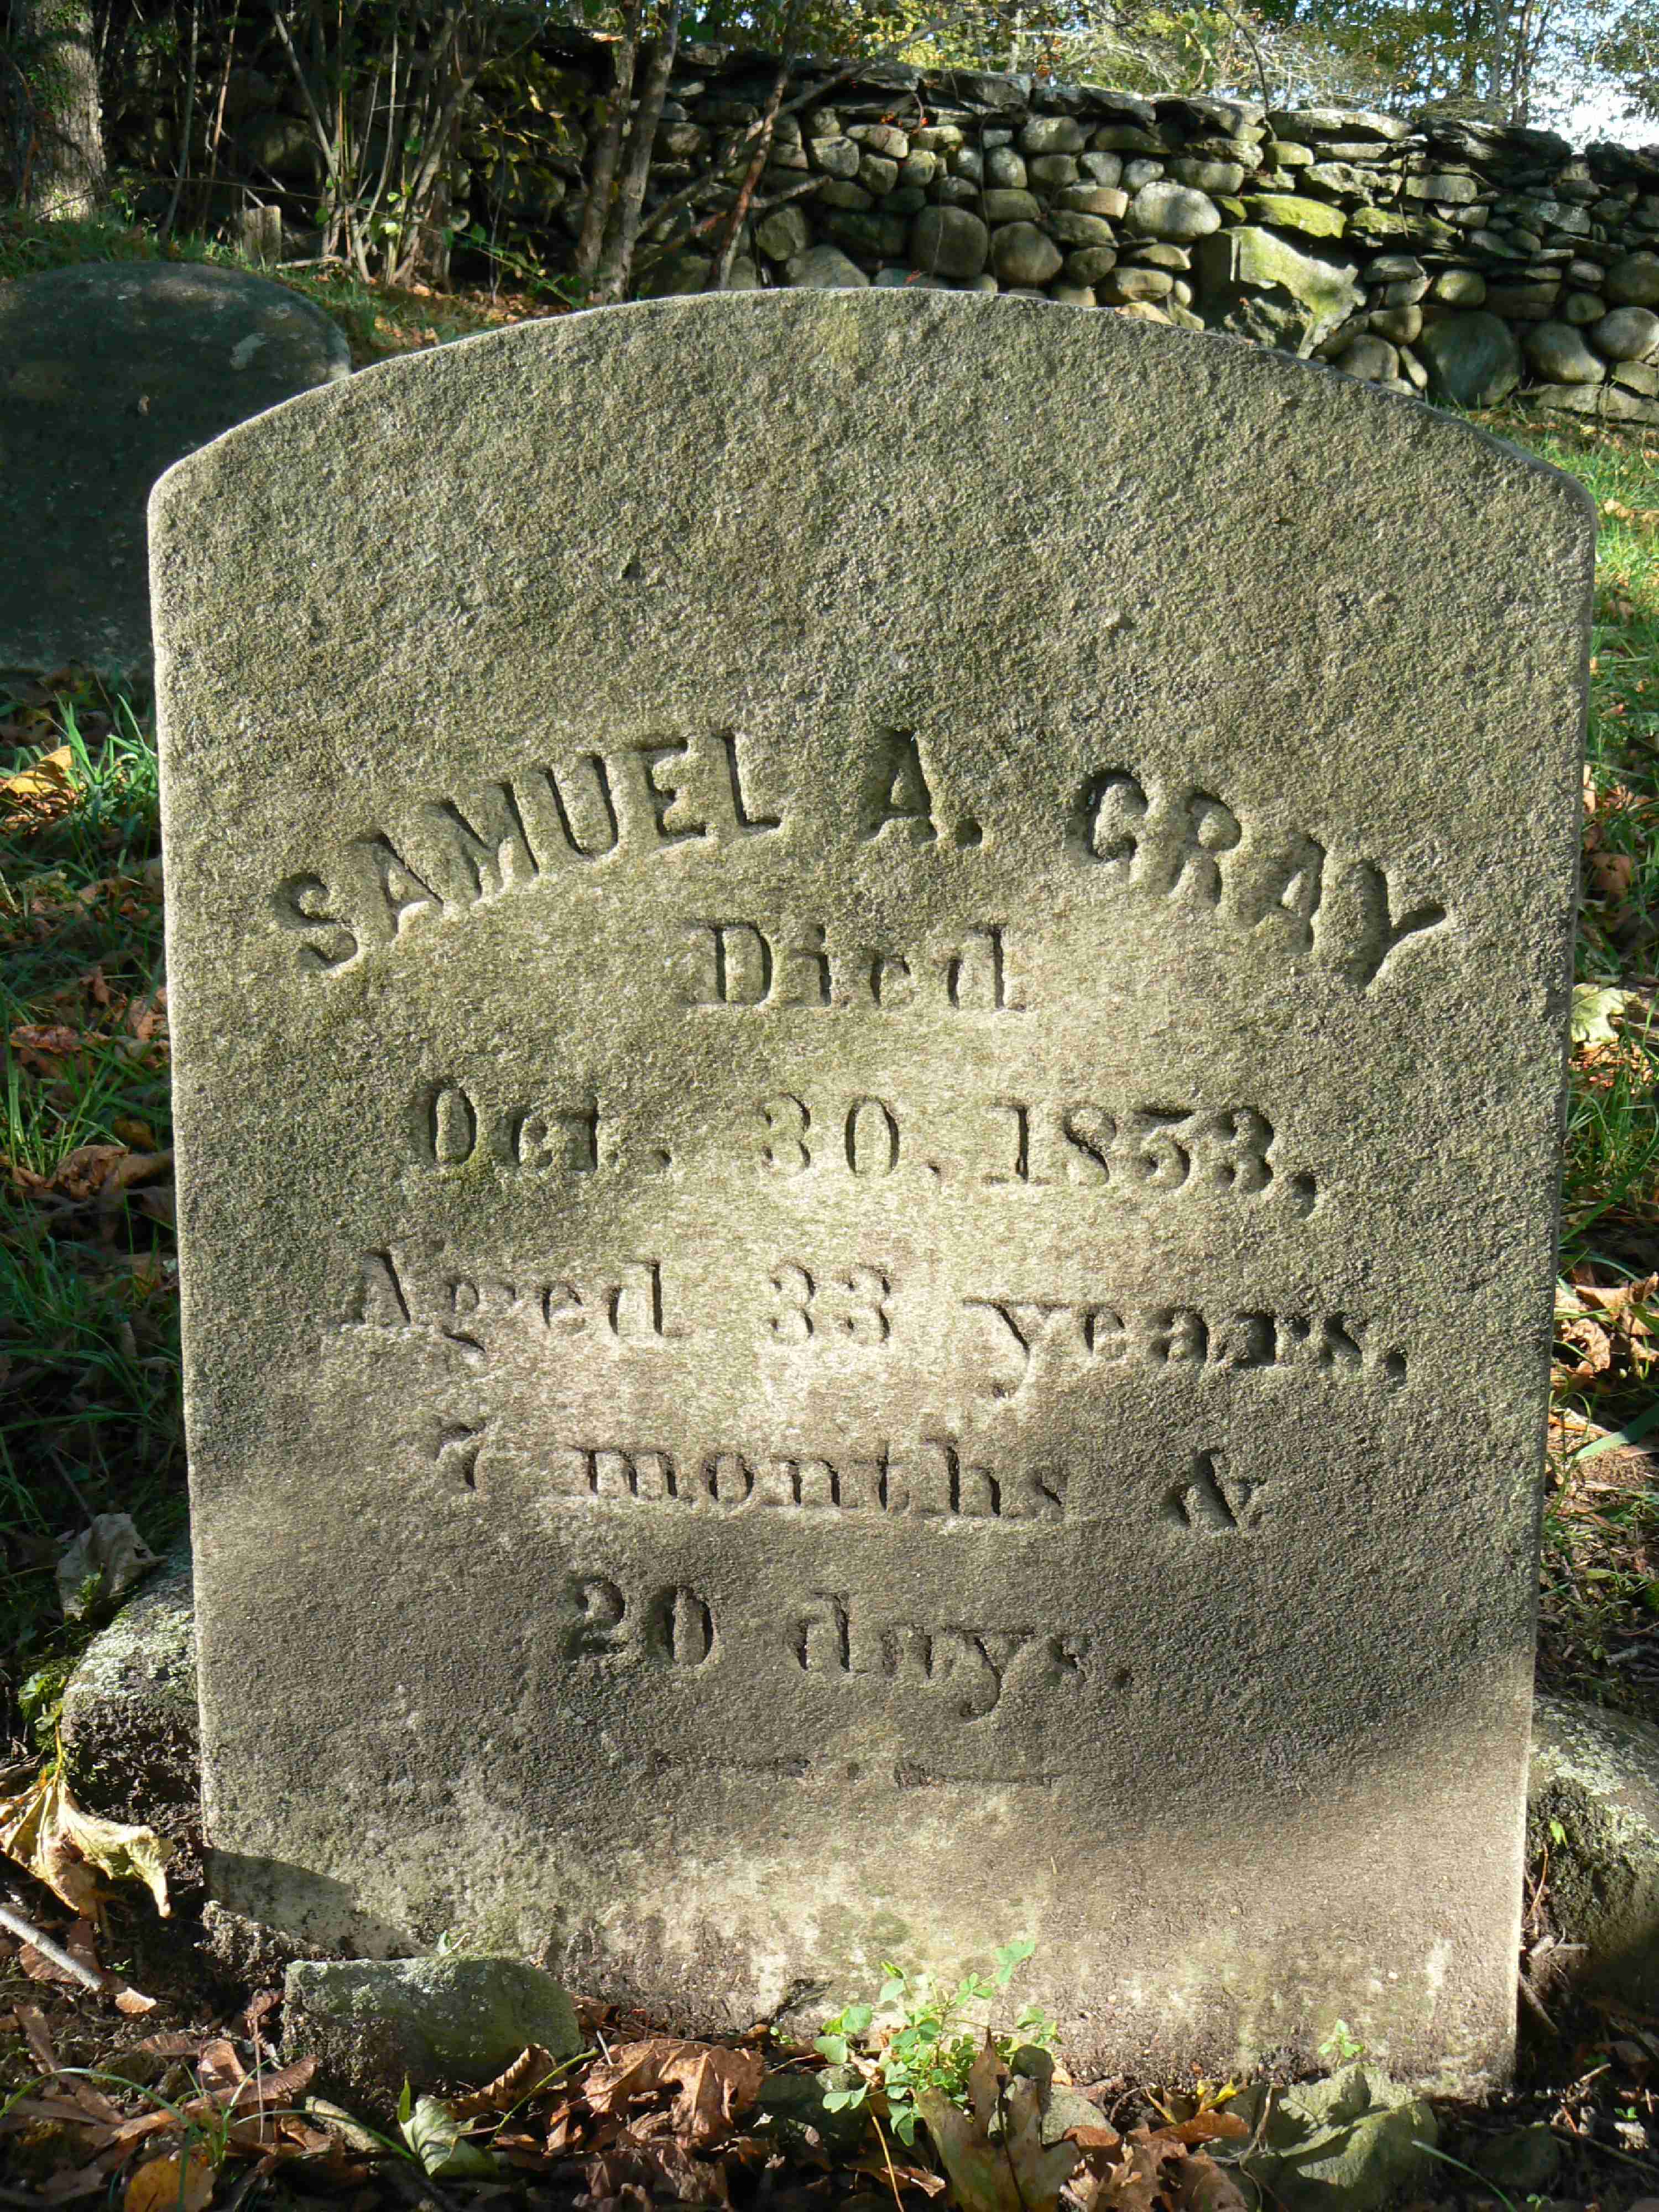 SAMUEL A. GRAY
Died
Oct. 30, 1853,
Aged 33 years,
7 months &
20 days.